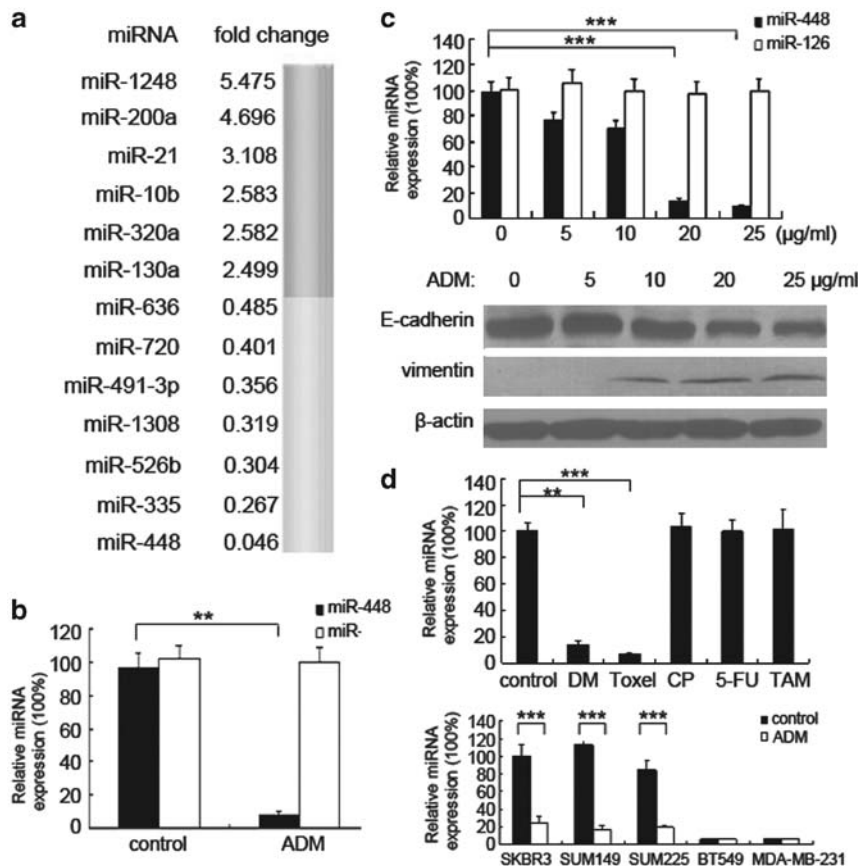 a
miRNA fold change
miR-1248 5.475
miR-200a 4.696
miR-21 3.108
miR-10b 2.583
miR-320a 2.582
miR-130a 2.499
miR-636 0.485
miR-720 0.401
miR-491-3p 0.356
miR-1308 0.319
miR-526b 0.304
miR-335 0.267
miR-448 0.046
b
Relative miRNA
expression (100%)
120
100
80
60
40
20
0
**
miR-448
miR-
control ADM
c
Relative miRNA
expression (100%)
140
120
100
80
60
40
20
0
***
***
miR-448
miR-126
0 5 10 20 25 (µg/ml)
ADM: 0 5 10 20 25 µg/ml
E-cadherin
vimentin
β-actin
d
Relative miRNA
expression (100%)
140
120
100
80
60
40
20
0
***
**
control DM Toxel CP 5-FU TAM
Relative miRNA
expression (100%)
120
100
80
60
40
20
0
*** *** ***
control
ADM
SKBR3 SUM149 SUM225 BT549 MDA-MB-231